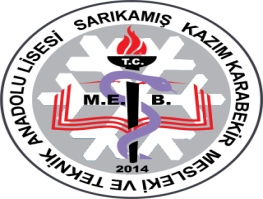 SARIKAMIŞ KAZIM KARABEKİR MESLEKİ VE TEKNİK ANADOLU LİSESİ
T.C.
M.E. B.
2014